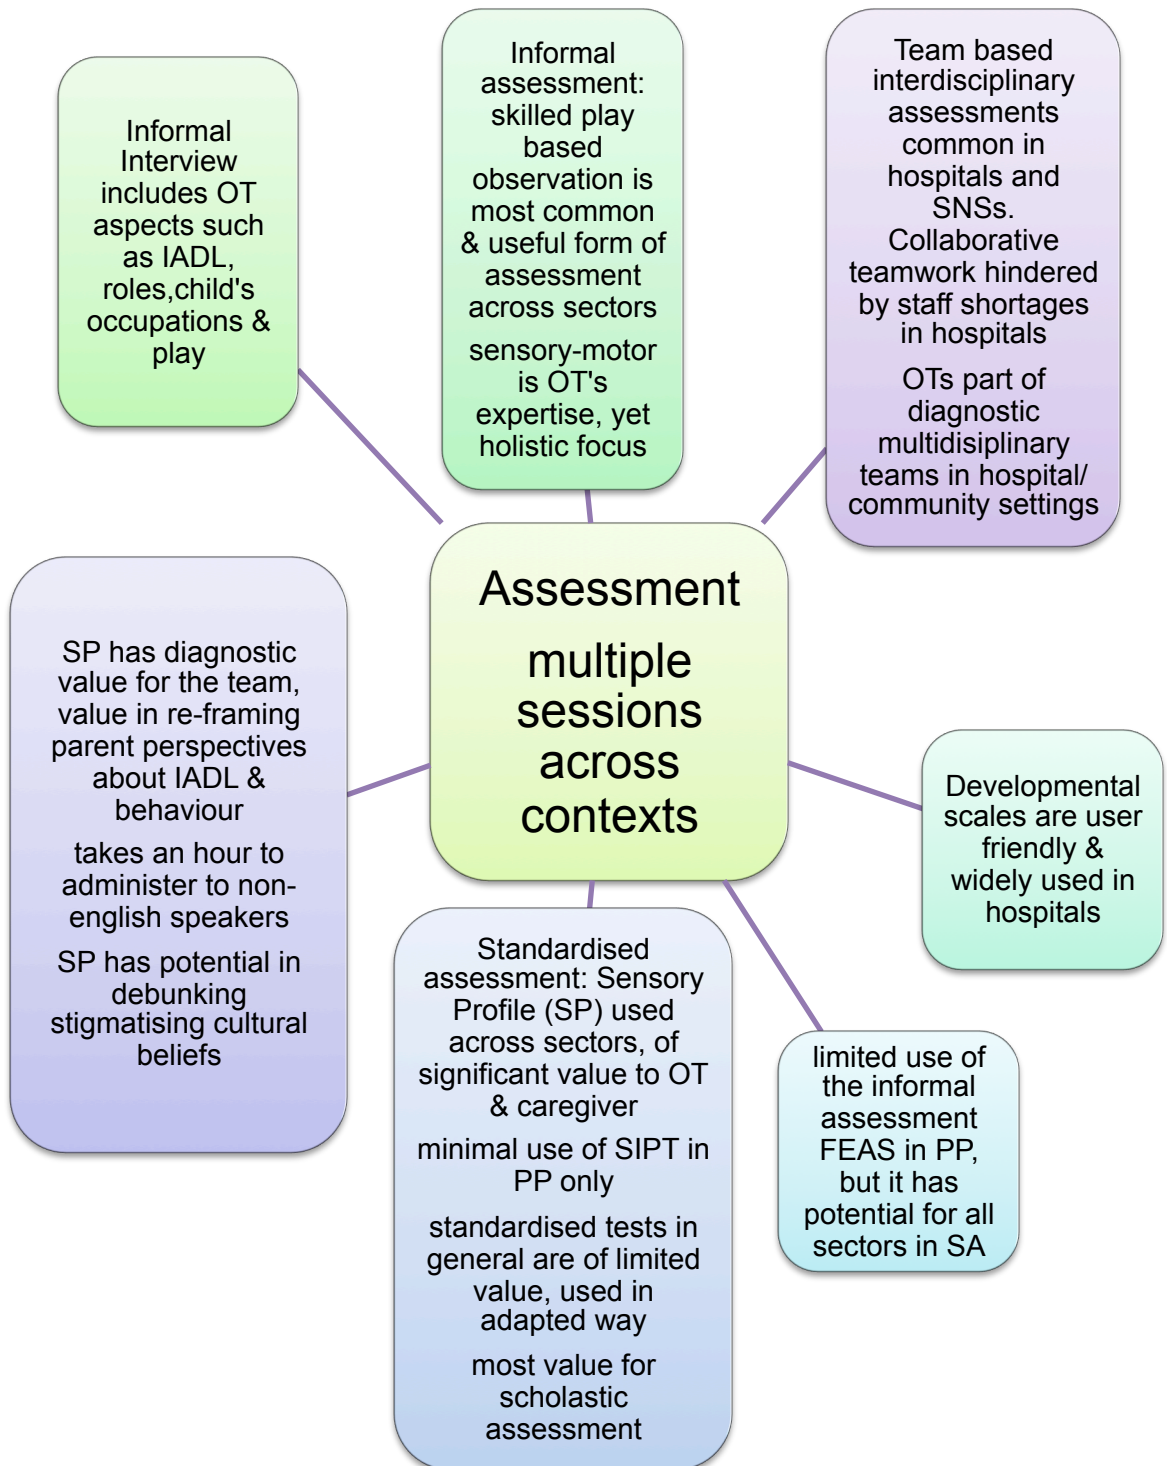 Informal
Interview
includes OT
aspects such
as IADL,
roles,child's
occupations &
play
Informal
assessment:
skilled play
based
observation is
most common
& useful form of
assessment
across sectors
sensory-motor
is OT's
expertise, yet
holistic focus
Team based
interdisciplinary
assessments
common in
hospitals and
SNSs.
Collaborative
teamwork hindered
by staff shortages
in hospitals
OTs part of
diagnostic
multidisiplinary
teams in hospital/
community settings
Assessment
multiple
sessions
across
contexts
SP has diagnostic
value for the team,
value in re-framing
parent perspectives
about IADL &
behaviour
takes an hour to
administer to non-
english speakers
SP has potential in
debunking
stigmatising cultural
beliefs
Developmental
scales are user
friendly &
widely used in
hospitals
Standardised
assessment: Sensory
Profile (SP) used
across sectors, of
significant value to OT
& caregiver
minimal use of SIPT in
PP only
standardised tests in
general are of limited
value, used in
adapted way
most value for
scholastic
assessment
limited use of
the informal
assessment
FEAS in PP,
but it has
potential for all
sectors in SA